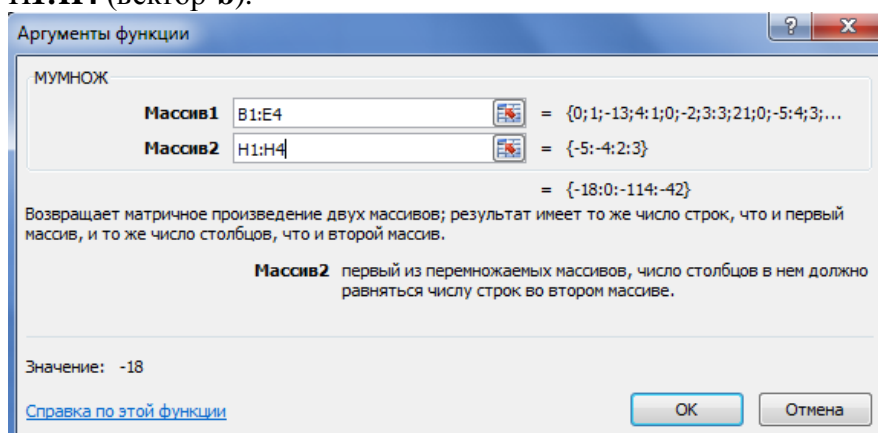 H1:H4 (вектор b).
Аргументы функции
МУМНОЖ
Массив1 B1:E4 = {0;1;-13;4:1;0;-2;3:3;21;0;-5:4;3;...
Массив2 H1:H4 = {-5:-4:2:3}
= {-18:0:-114:-42}
Возвращает матричное произведение двух массивов; результат имеет то же число строк, что и первый
массив, и то же число столбцов, что и второй массив.
Массив2 первый из перемножаемых массивов, число столбцов в нем должно
равняться числу строк во втором массиве.
Значение: -18
Справка по этой функции
ОК Отмена